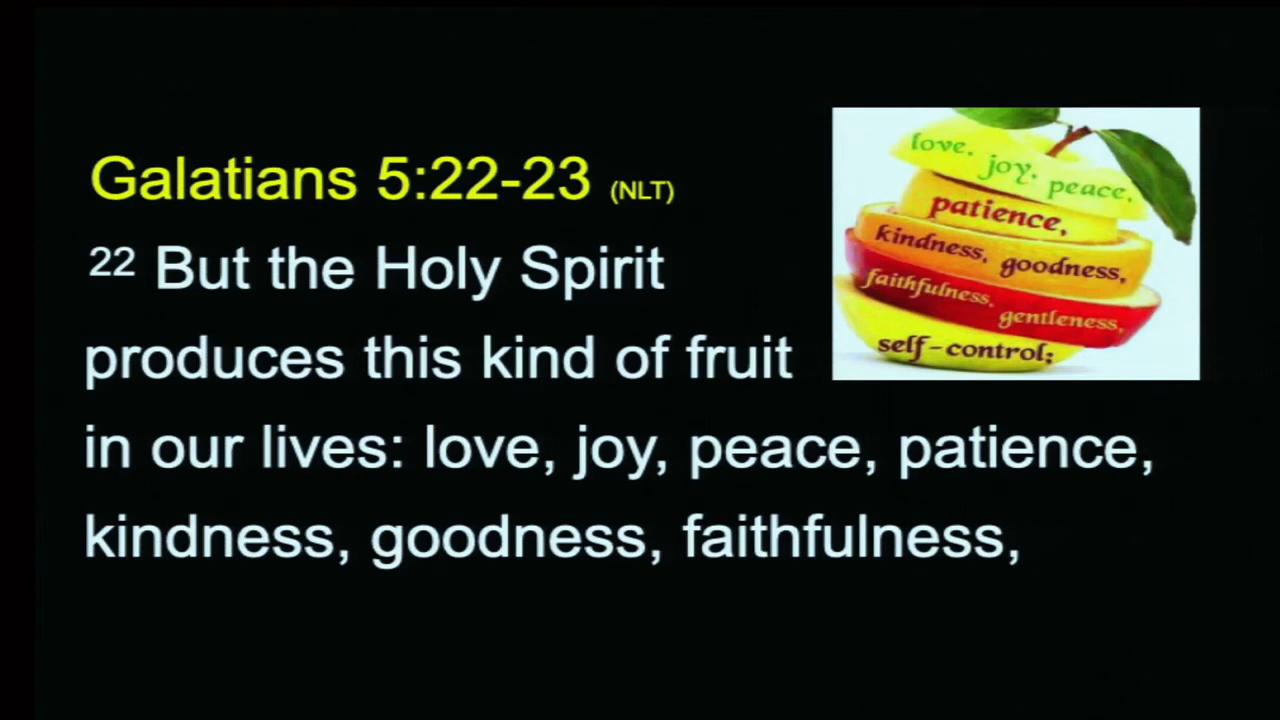 Galatians 5:22-23 (NLT)
22 But the Holy Spirit
produces this kind of fruit
in our lives: love, joy, peace, patience,
kindness, goodness, faithfulness,
love, joy, peace,
patience,
kindness, goodness,
faithfulness, gentleness,
self-control;